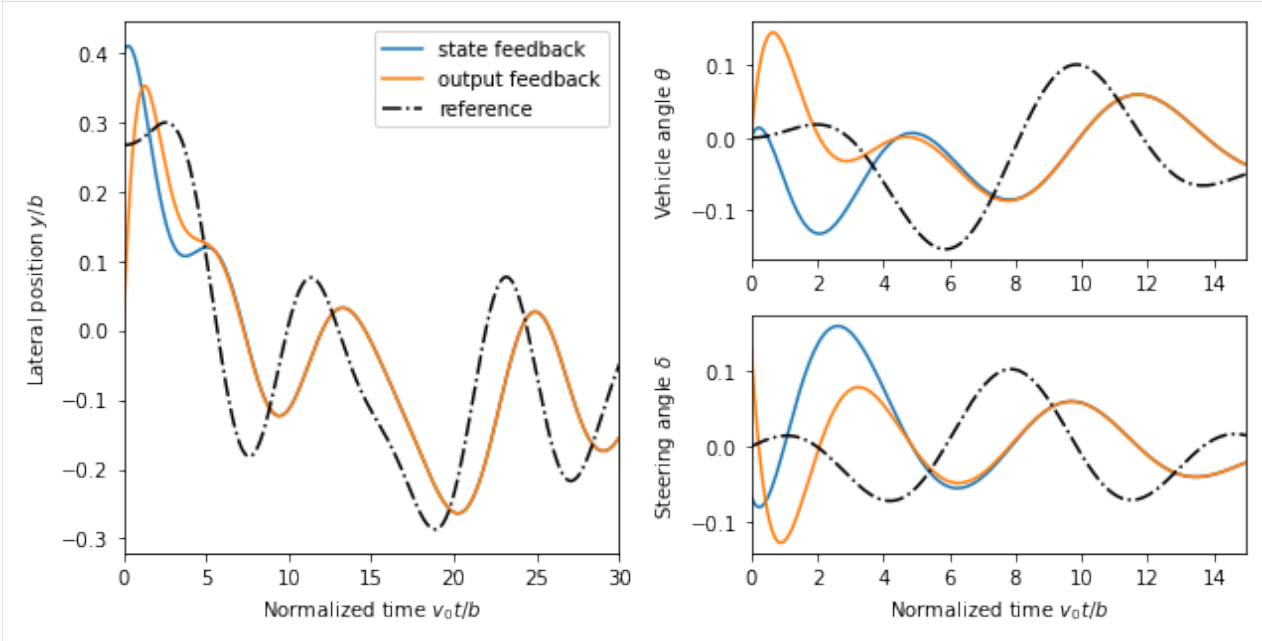 Lateral position y/b
0.4
0.3
0.2
0.1
0.0
−0.1
−0.2
−0.3
0 5 10 15 20 25 30
Normalized time v₀t/b
state feedback
output feedback
reference
Vehicle angle θ
0.1
0.0
−0.1
0 2 4 6 8 10 12 14
Steering angle δ
0.1
0.0
−0.1
0 2 4 6 8 10 12 14
Normalized time v₀t/b